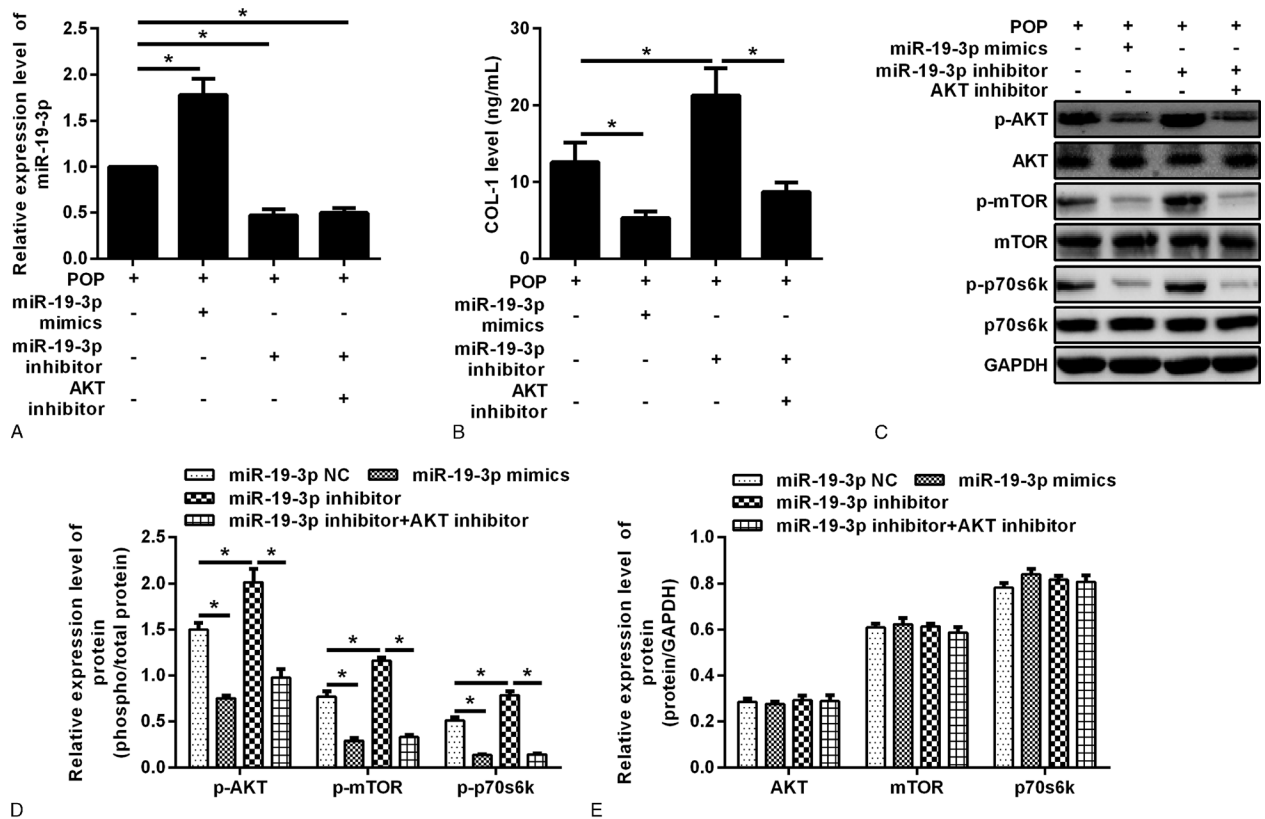 Relative expression level of
miR-19-3p
2.5
2.0
1.5
1.0
0.5
0.0
*
*
*
POP + + + +
miR-19-3p
mimics - + - -
miR-19-3p
inhibitor - - + +
AKT
inhibitor - - - +
A
COL-1 level (ng/mL)
30
20
10
0
*
*
*
POP + + + +
miR-19-3p
mimics - + - -
miR-19-3p
inhibitor - - + +
AKT
inhibitor - - - +
B
POP + + + +
miR-19-3p mimics - + - -
miR-19-3p inhibitor - - + +
AKT inhibitor - - - +
p-AKT
AKT
p-mTOR
mTOR
p-p70s6k
p70s6k
GAPDH
C
miR-19-3p NC miR-19-3p mimics
miR-19-3p inhibitor
miR-19-3p inhibitor+AKT inhibitor
Relative expression level of
protein
(phospho/total protein)
2.5
2.0
1.5
1.0
0.5
0.0
* * *
* * *
* * *
p-AKT p-mTOR p-p70s6k
D
miR-19-3p NC miR-19-3p mimics
miR-19-3p inhibitor
miR-19-3p inhibitor+AKT inhibitor
Relative expression level of
protein
(protein/GAPDH)
1.0
0.8
0.6
0.4
0.2
0.0
AKT mTOR p70s6k
E